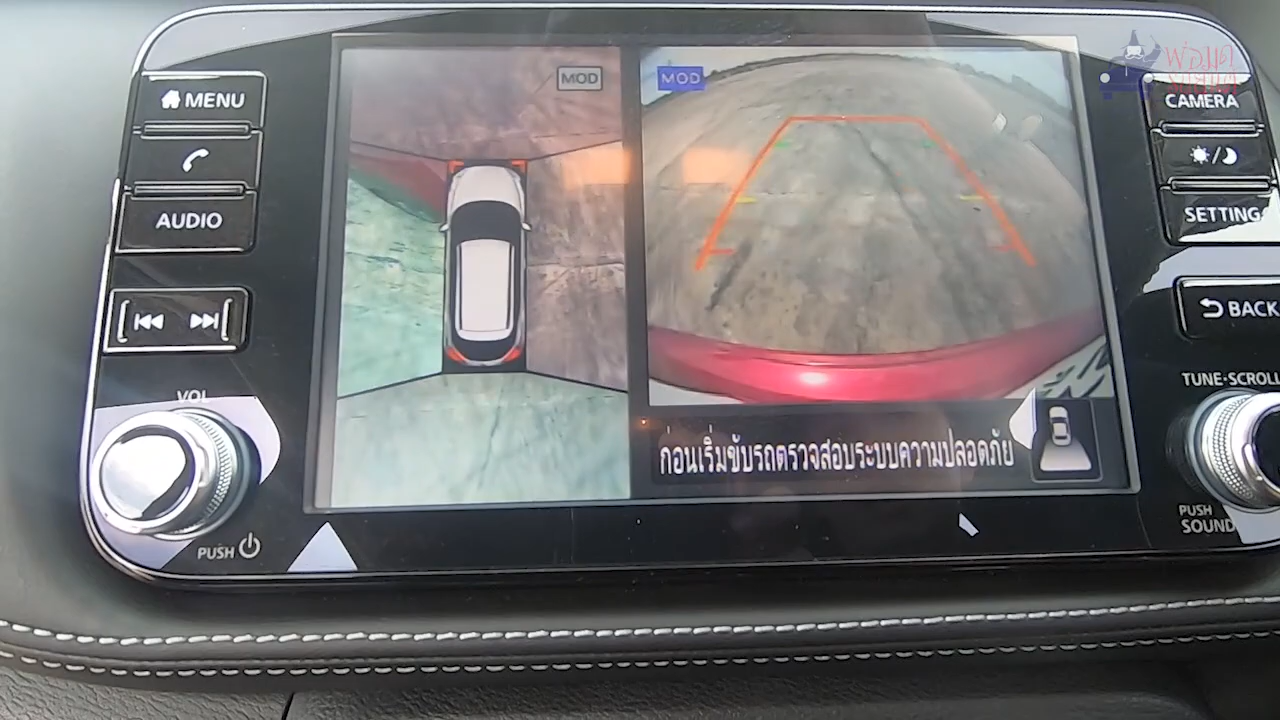 MENU
AUDIO
VOL
PUSH
MOD
MOD
ก่อนเริ่มขับรถตรวจสอบระบบความปลอดภัย
CAMERA
SETTING
BACK
TUNE·SCROLL
PUSH
SOUND